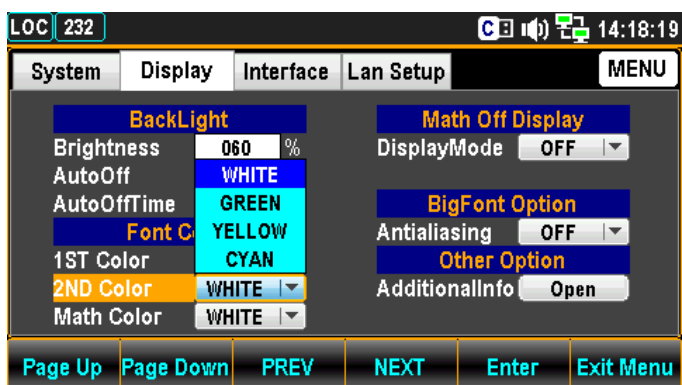 LOC 232 C 14:18:19
System Display Interface Lan Setup MENU
BackLight
Brightness 060 %
AutoOff
AutoOffTime
WHITE
GREEN
YELLOW
CYAN
Font C
1ST Color
2ND Color WHITE
Math Color WHITE
Math Off Display
DisplayMode OFF
BigFont Option
Antialiasing OFF
Other Option
AdditionalInfo Open
Page Up Page Down PREV NEXT Enter Exit Menu